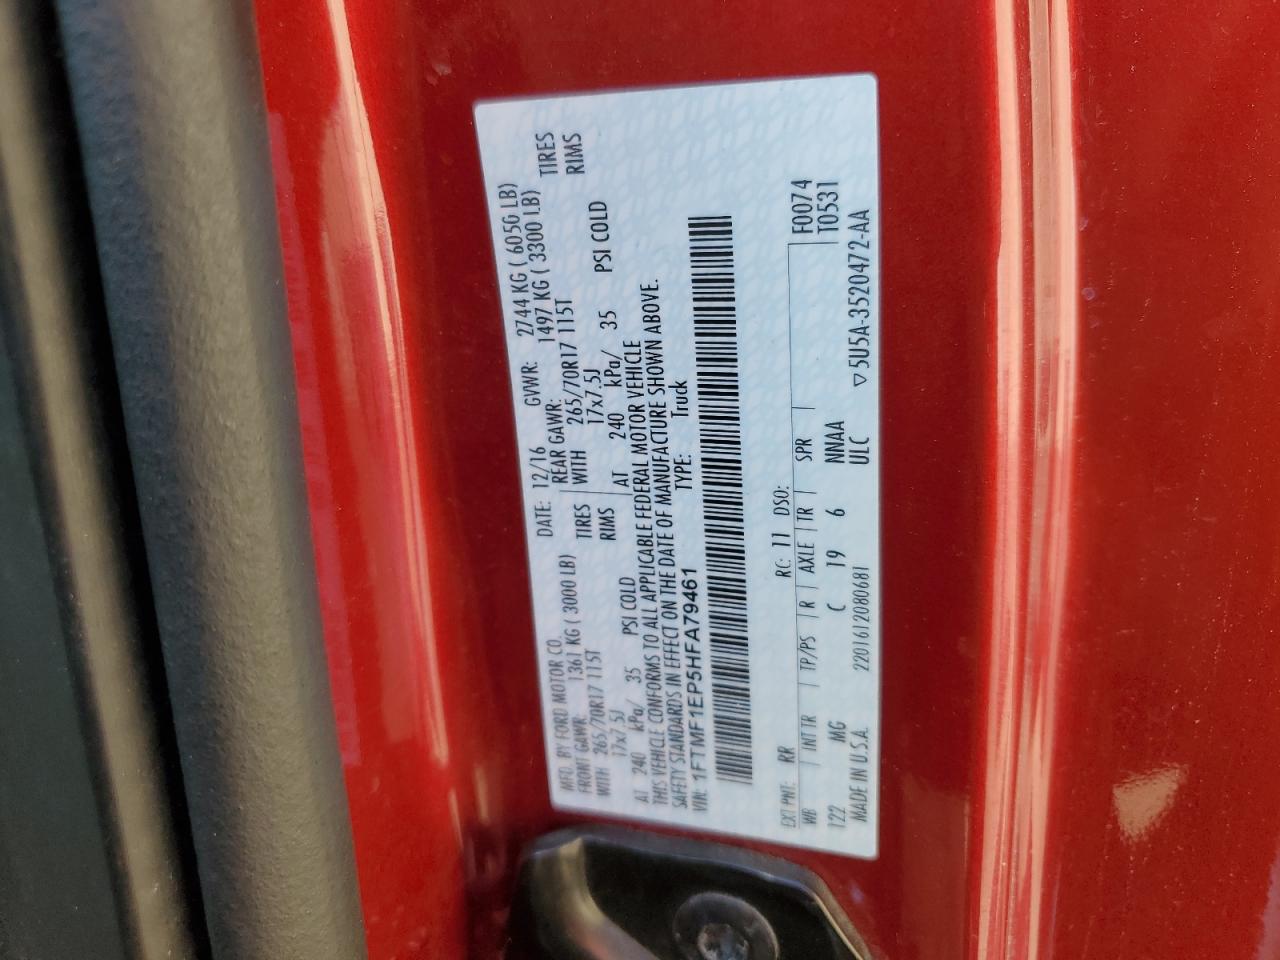 MFD. BY FORD MOTOR CO.
DATE: 12/16 GVWR: 2744 KG ( 6050 LB)
FRONT GAWR: 1361 KG ( 3000 LB) REAR GAWR: 1497 KG ( 3300 LB)
WITH 265/70R17 115T TIRES WITH 265/70R17 115T TIRES
17x7.5J RIMS 17x7.5J RIMS
AT 240 kPa/ 35 PSI COLD AT 240 kPa/ 35 PSI COLD
THIS VEHICLE CONFORMS TO ALL APPLICABLE FEDERAL MOTOR VEHICLE
SAFETY STANDARDS IN EFFECT ON THE DATE OF MANUFACTURE SHOWN ABOVE.
VIN: 1FTMF1EP5HFA79461 TYPE: Truck
EXT PNT: RR RC: 11 DSO: F0074
WB INT TR TP/PS R AXLE TR SPR T0531
122 MG C 19 6 NNAA
MADE IN U.S.A. 2201612080681 ULC ▽5U5A-3520472-AA